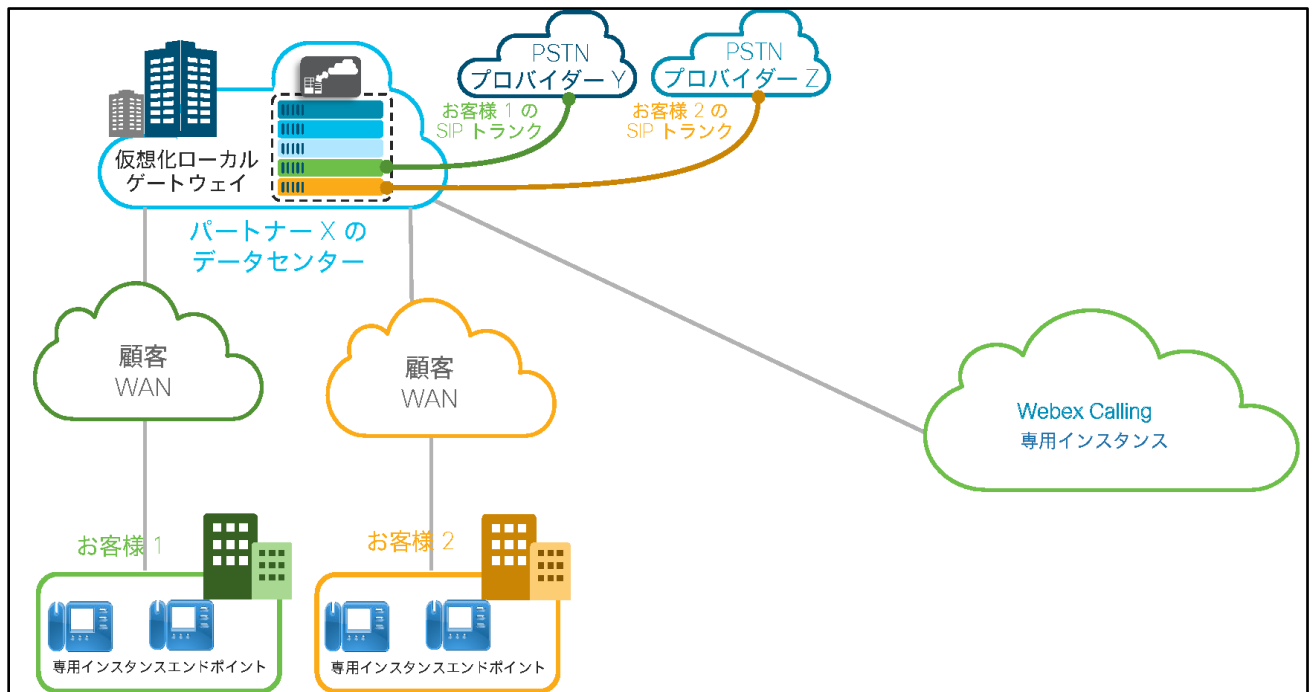 PSTN
プロバイダー Y
PSTN
プロバイダー Z
お客様 1 の
SIP トランク
お客様 2 の
SIP トランク
仮想化ローカル
ゲートウェイ
パートナー X の
データセンター
顧客
WAN
顧客
WAN
Webex Calling
専用インスタンス
お客様 1
お客様 2
専用インスタンスエンドポイント
専用インスタンスエンドポイント